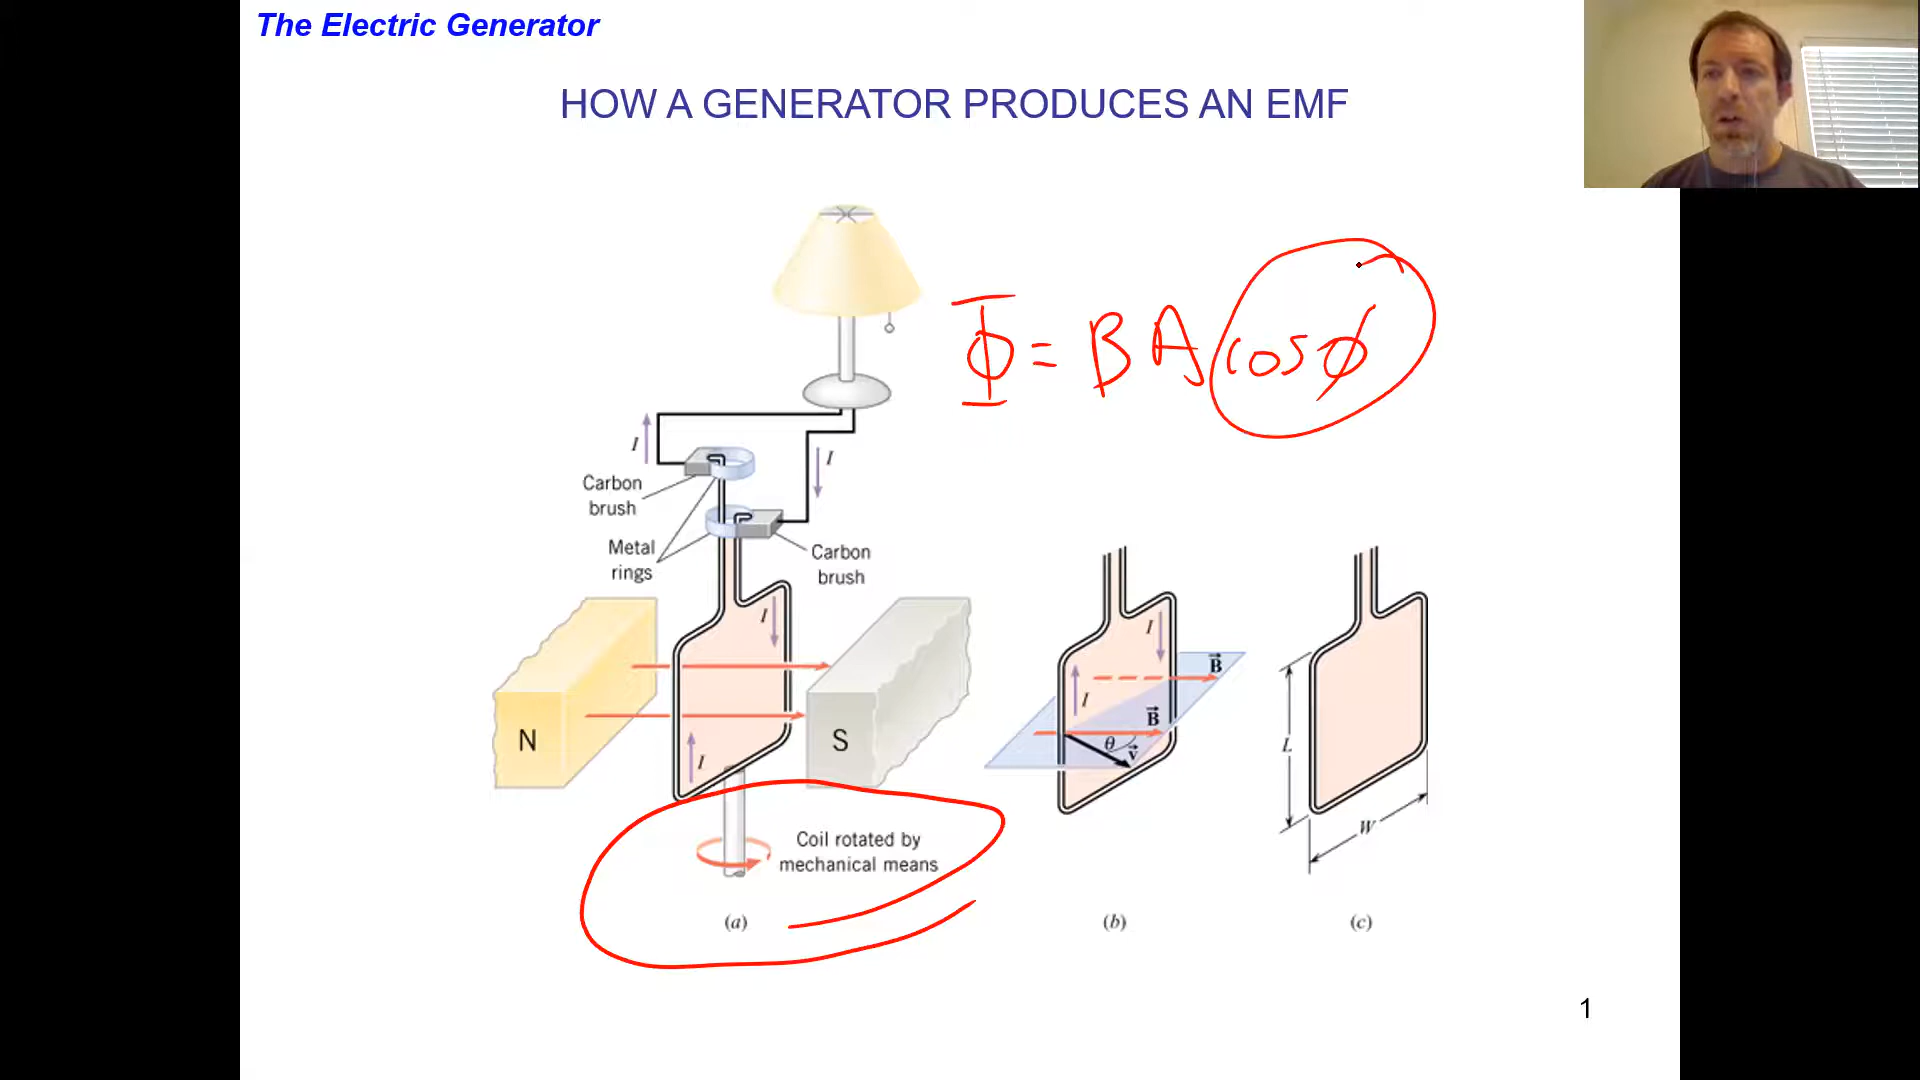 The Electric Generator
HOW A GENERATOR PRODUCES AN EMF
Φ = BA cosϕ
I
I
Carbon
brush
Metal
rings
Carbon
brush
I
I
N
S
Coil rotated by
mechanical means
(a)
I
I
B⃗
B⃗
θ
v⃗
(b)
L
W
(c)
1